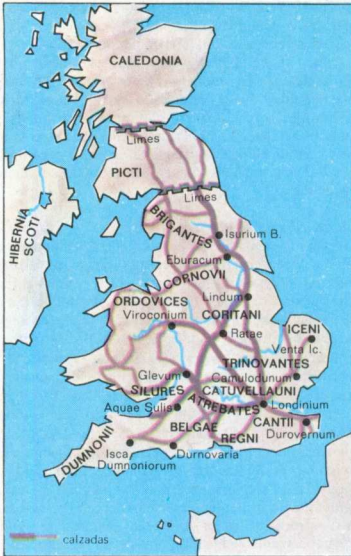 CALEDONIA
Limes
PICTI
Limes
HIBERNIA
SCOTI
BRIGANTES
Isurium B.
Eburacum
CORNOVII
Lindum
ORDOVICES
CORITANI
Viroconium
Ratae
ICENI
Venta Ic.
TRINOVANTES
Glevum
Camulodunum
SILURES
CATUVELLAUNI
Aquae Sulia
ATREBATES
Londinium
BELGAE
CANTII
DUMNONII
REGNI
Durovernum
Isca
Dumnoniorum
Durnovaria
calzadas